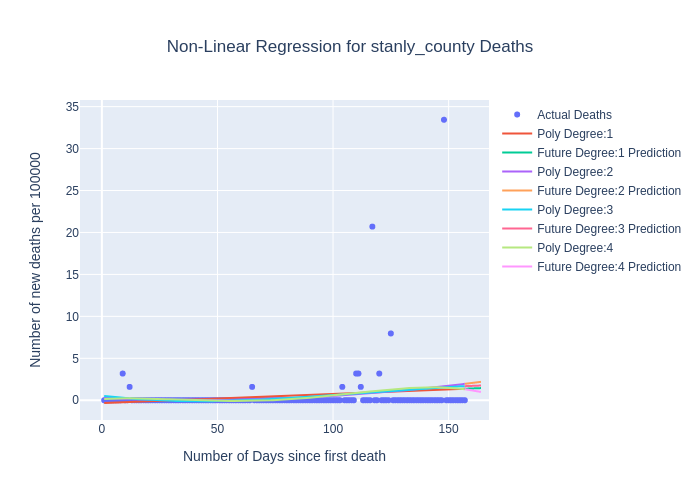 Non-Linear Regression for stanly_county Deaths
Number of new deaths per 100000
35
30
25
20
15
10
5
0
0
50
100
150
Number of Days since first death
Actual Deaths
Poly Degree:1
Future Degree:1 Prediction
Poly Degree:2
Future Degree:2 Prediction
Poly Degree:3
Future Degree:3 Prediction
Poly Degree:4
Future Degree:4 Prediction